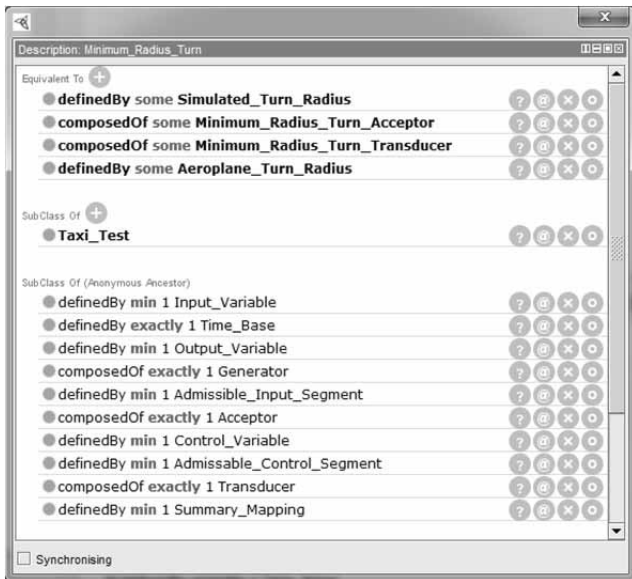 Description: Minimum_Radius_Turn
Equivalent To
definedBy some Simulated_Turn_Radius
composedOf some Minimum_Radius_Turn_Acceptor
composedOf some Minimum_Radius_Turn_Transducer
definedBy some Aeroplane_Turn_Radius
SubClass Of
Taxi_Test
SubClass Of (Anonymous Ancestor)
definedBy min 1 Input_Variable
definedBy exactly 1 Time_Base
definedBy min 1 Output_Variable
composedOf exactly 1 Generator
definedBy min 1 Admissible_Input_Segment
composedOf exactly 1 Acceptor
definedBy min 1 Control_Variable
definedBy min 1 Admissable_Control_Segment
composedOf exactly 1 Transducer
definedBy min 1 Summary_Mapping
Synchronising